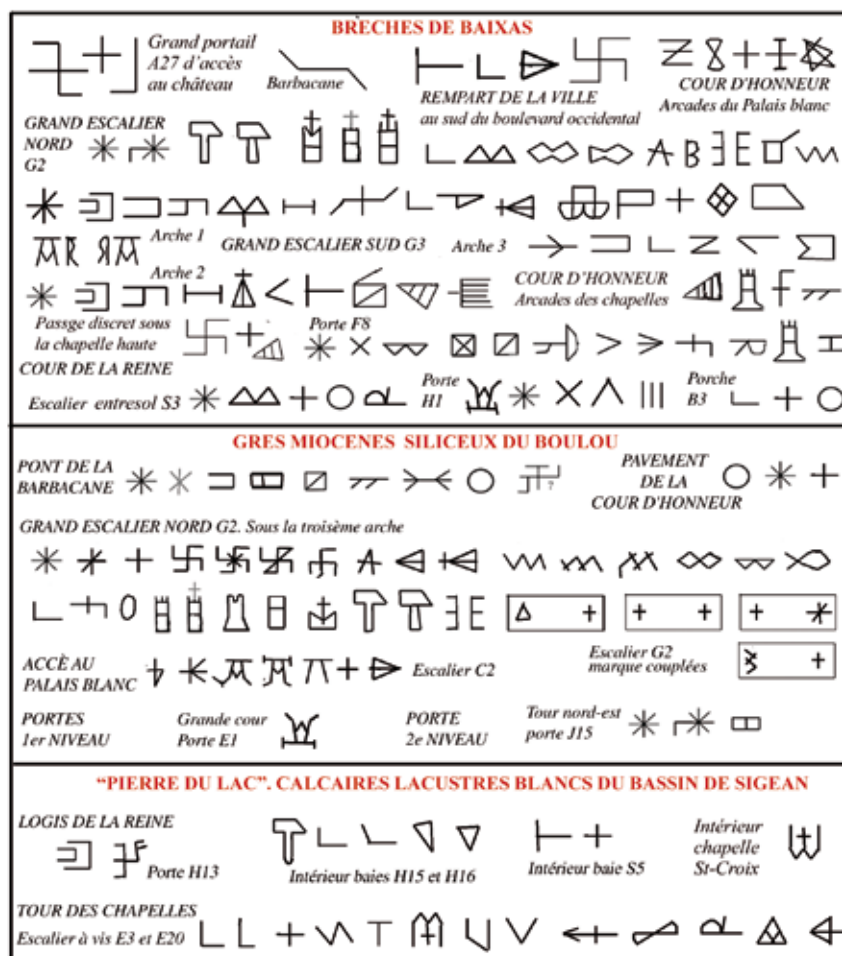 BRECHES DE BAIXAS
Grand portail
A27 d'accès
au château
Barbacane
REMPART DE LA VILLE
au sud du boulevard occidental
COUR D'HONNEUR
Arcades du Palais blanc
GRAND ESCALIER
NORD
G2
Arche 1
GRAND ESCALIER SUD G3
Arche 3
Arche 2
COUR D'HONNEUR
Arcades des chapelles
Passge discret sous
la chapelle haute
Porte F8
COUR DE LA REINE
Escalier entresol S3
Porte
H1
Porche
B3
GRES MIOCENES SILICEUX DU BOULOU
PONT DE LA
BARBACANE
PAVEMENT
DE LA
COUR D'HONNEUR
GRAND ESCALIER NORD G2. Sous la troisème arche
ACCÈ AU
PALAIS BLANC
Escalier C2
Escalier G2
marque couplées
PORTES
1er NIVEAU
Grande cour
Porte E1
PORTE
2e NIVEAU
Tour nord-est
porte J15
"PIERRE DU LAC". CALCAIRES LACUSTRES BLANCS DU BASSIN DE SIGEAN
LOGIS DE LA REINE
Porte H13
Intérieur baies H15 et H16
Intérieur baie S5
Intérieur
chapelle
St-Croix
TOUR DES CHAPELLES
Escalier à vis E3 et E20